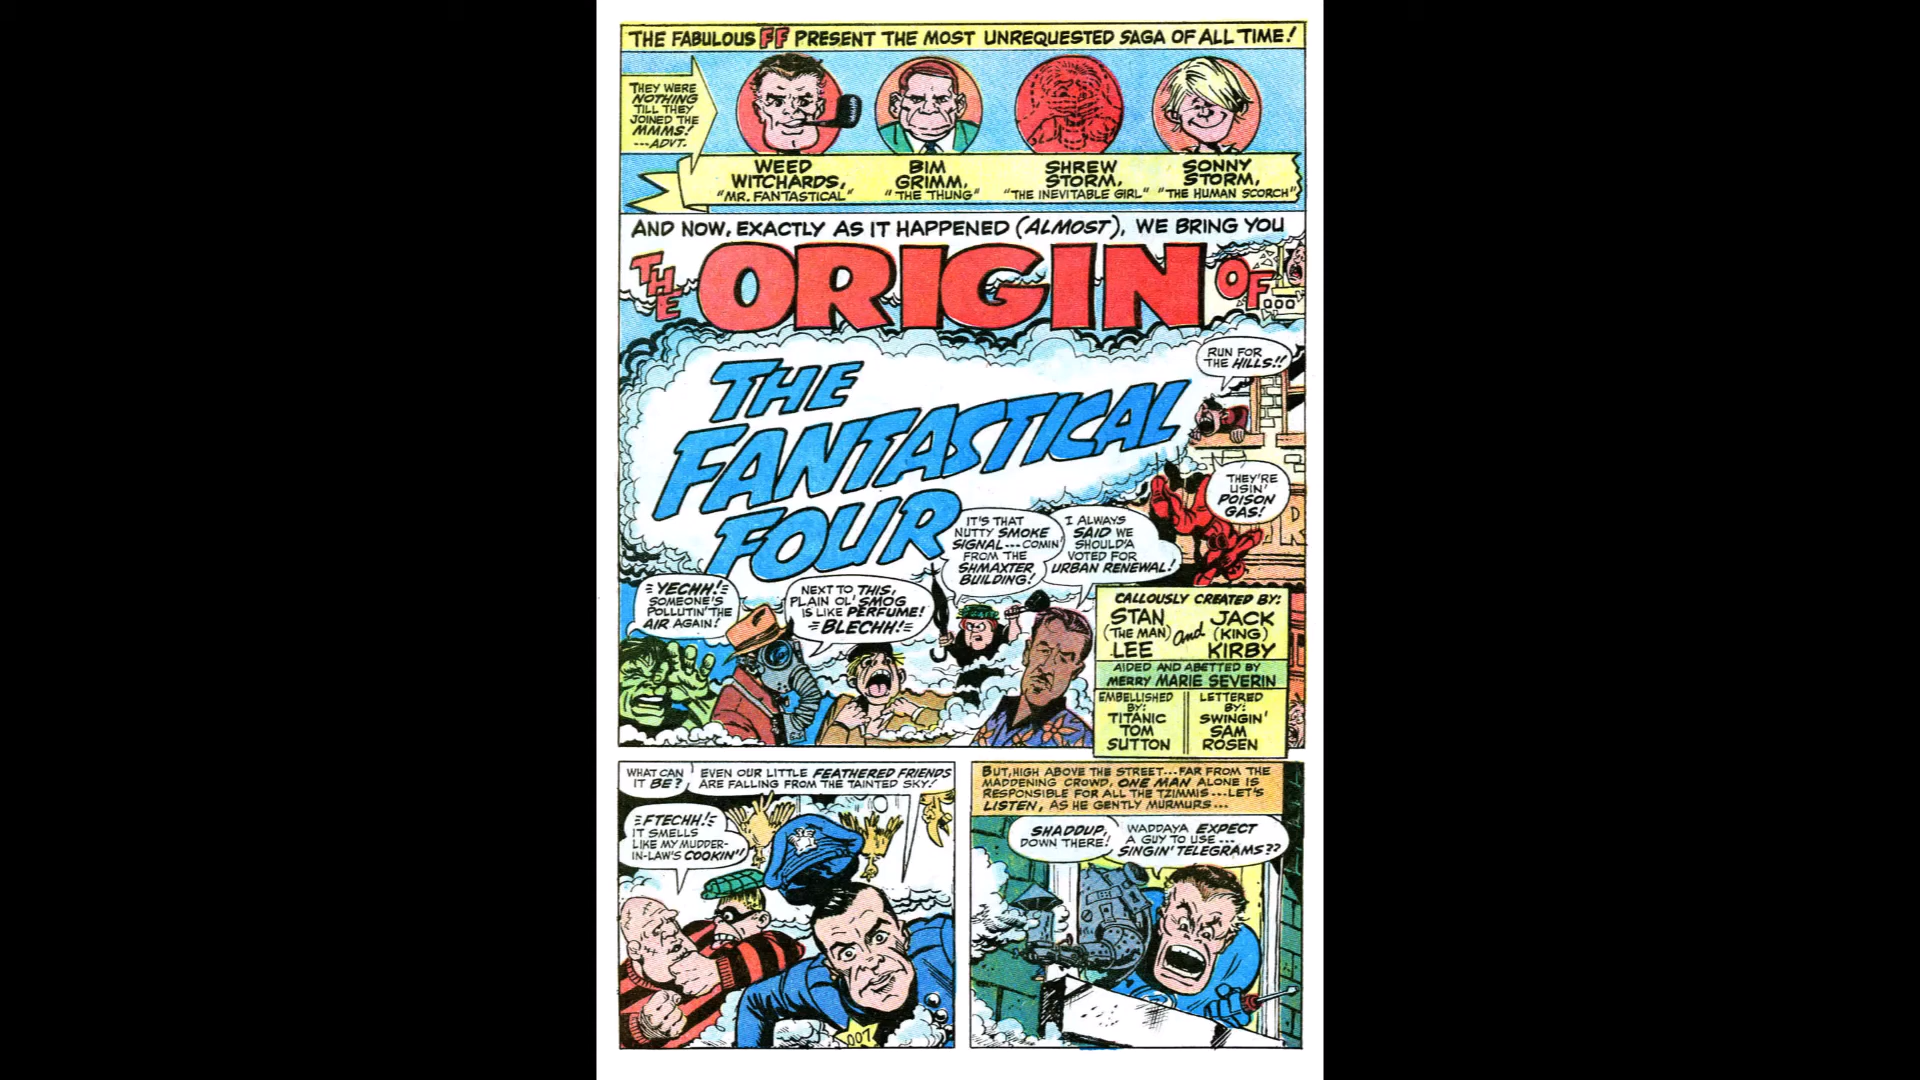 THE FABULOUS FF PRESENT THE MOST UNREQUESTED SAGA OF ALL TIME!
THEY WERE
NOTHING
TILL THEY
JOINED THE
MMMS!
---ADVT.
WEED
WITCHARDS,
"MR. FANTASTICAL"
BIM
GRIMM,
"THE THUNG"
SHREW
STORM,
"THE INEVITABLE GIRL"
SONNY
STORM,
"THE HUMAN SCORCH"
AND NOW, EXACTLY AS IT HAPPENED (ALMOST), WE BRING YOU
THE ORIGIN OF
THE
FANTASTICAL
FOUR
RUN FOR
THE HILLS!!
THEY'RE
USIN'
POISON
GAS!
IT'S THAT
NUTTY SMOKE
SIGNAL---COMIN'
FROM THE
SHMAXTER
BUILDING!
I ALWAYS
SAID WE
SHOULD'A
VOTED FOR
URBAN RENEWAL!
YECHH!
SOMEONE'S
POLLUTIN' THE
AIR AGAIN!
NEXT TO THIS,
PLAIN OL' SMOG
IS LIKE PERFUME!
BLECHH!
CALLOUSLY CREATED BY:
STAN
(THE MAN)
LEE
and
JACK
(KING)
KIRBY
AIDED AND ABETTED BY
MERRY MARIE SEVERIN
EMBELLISHED
BY:
TITANIC
TOM
SUTTON
LETTERED
BY:
SWINGIN'
SAM
ROSEN
WHAT CAN
IT BE?
EVEN OUR LITTLE FEATHERED FRIENDS
ARE FALLING FROM THE TAINTED SKY!
FTECHH!
IT SMELLS
LIKE MY MUDDER-
IN-LAW'S COOKIN'!
007
BUT, HIGH ABOVE THE STREET...FAR FROM THE
MADDENING CROWD, ONE MAN ALONE IS
RESPONSIBLE FOR ALL THE TZIMMIS...LET'S
LISTEN, AS HE GENTLY MURMURS...
SHADDUP,
DOWN THERE!
WADDAYA EXPECT
A GUY TO USE...
SINGIN' TELEGRAMS??